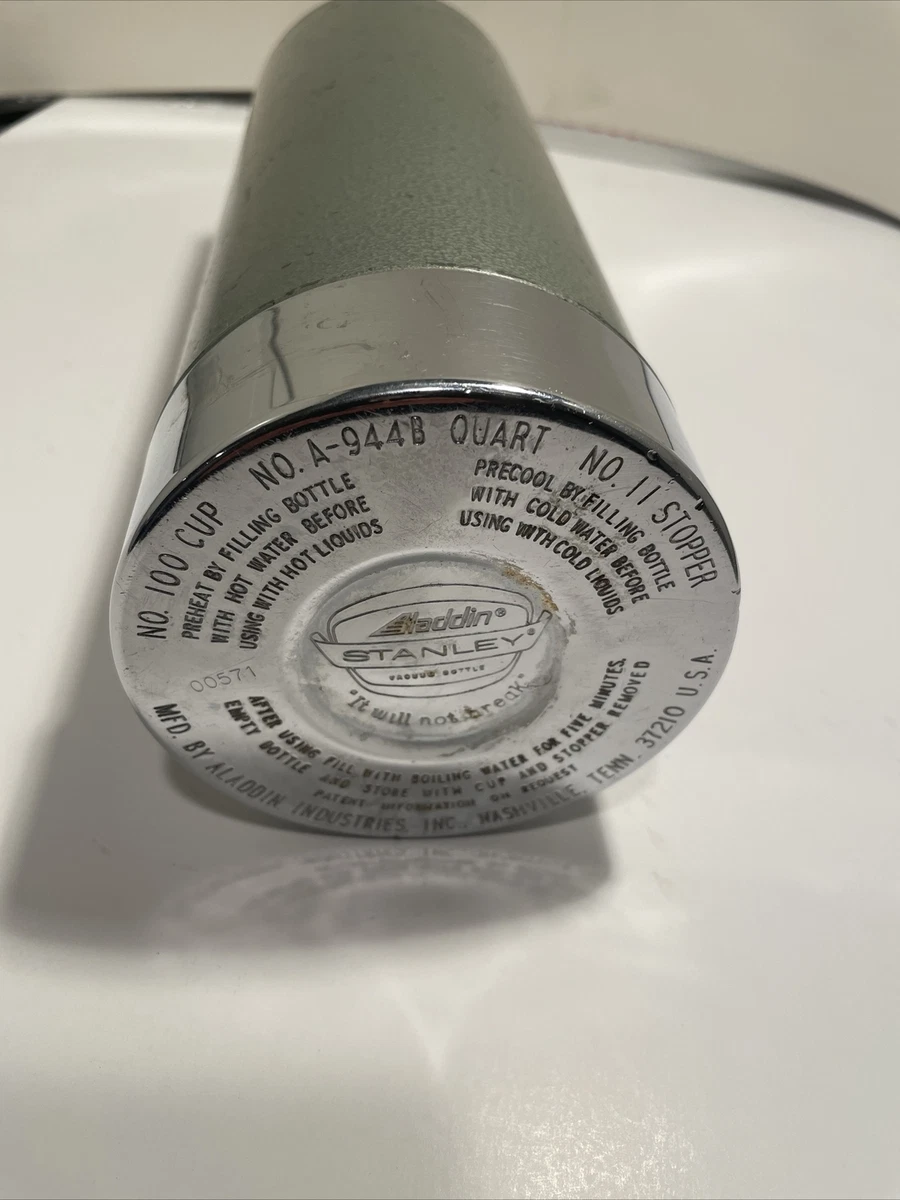 NO. 100 CUP NO. A-944B QUART NO. 11 STOPPER
PREHEAT BY FILLING BOTTLE
WITH HOT WATER BEFORE
USING WITH HOT LIQUIDS
PRECOOL BY FILLING BOTTLE
WITH COLD WATER BEFORE
USING WITH COLD LIQUIDS
Aladdin®
STANLEY®
VACUUM BOTTLE
"It will not break"
00571
AFTER USING FILL WITH BOILING WATER FOR FIVE MINUTES.
EMPTY BOTTLE AND STORE WITH CUP AND STOPPER REMOVED
PATENT INFORMATION ON REQUEST
MFD. BY ALADDIN INDUSTRIES, INC. NASHVILLE, TENN. 37210 U.S.A.